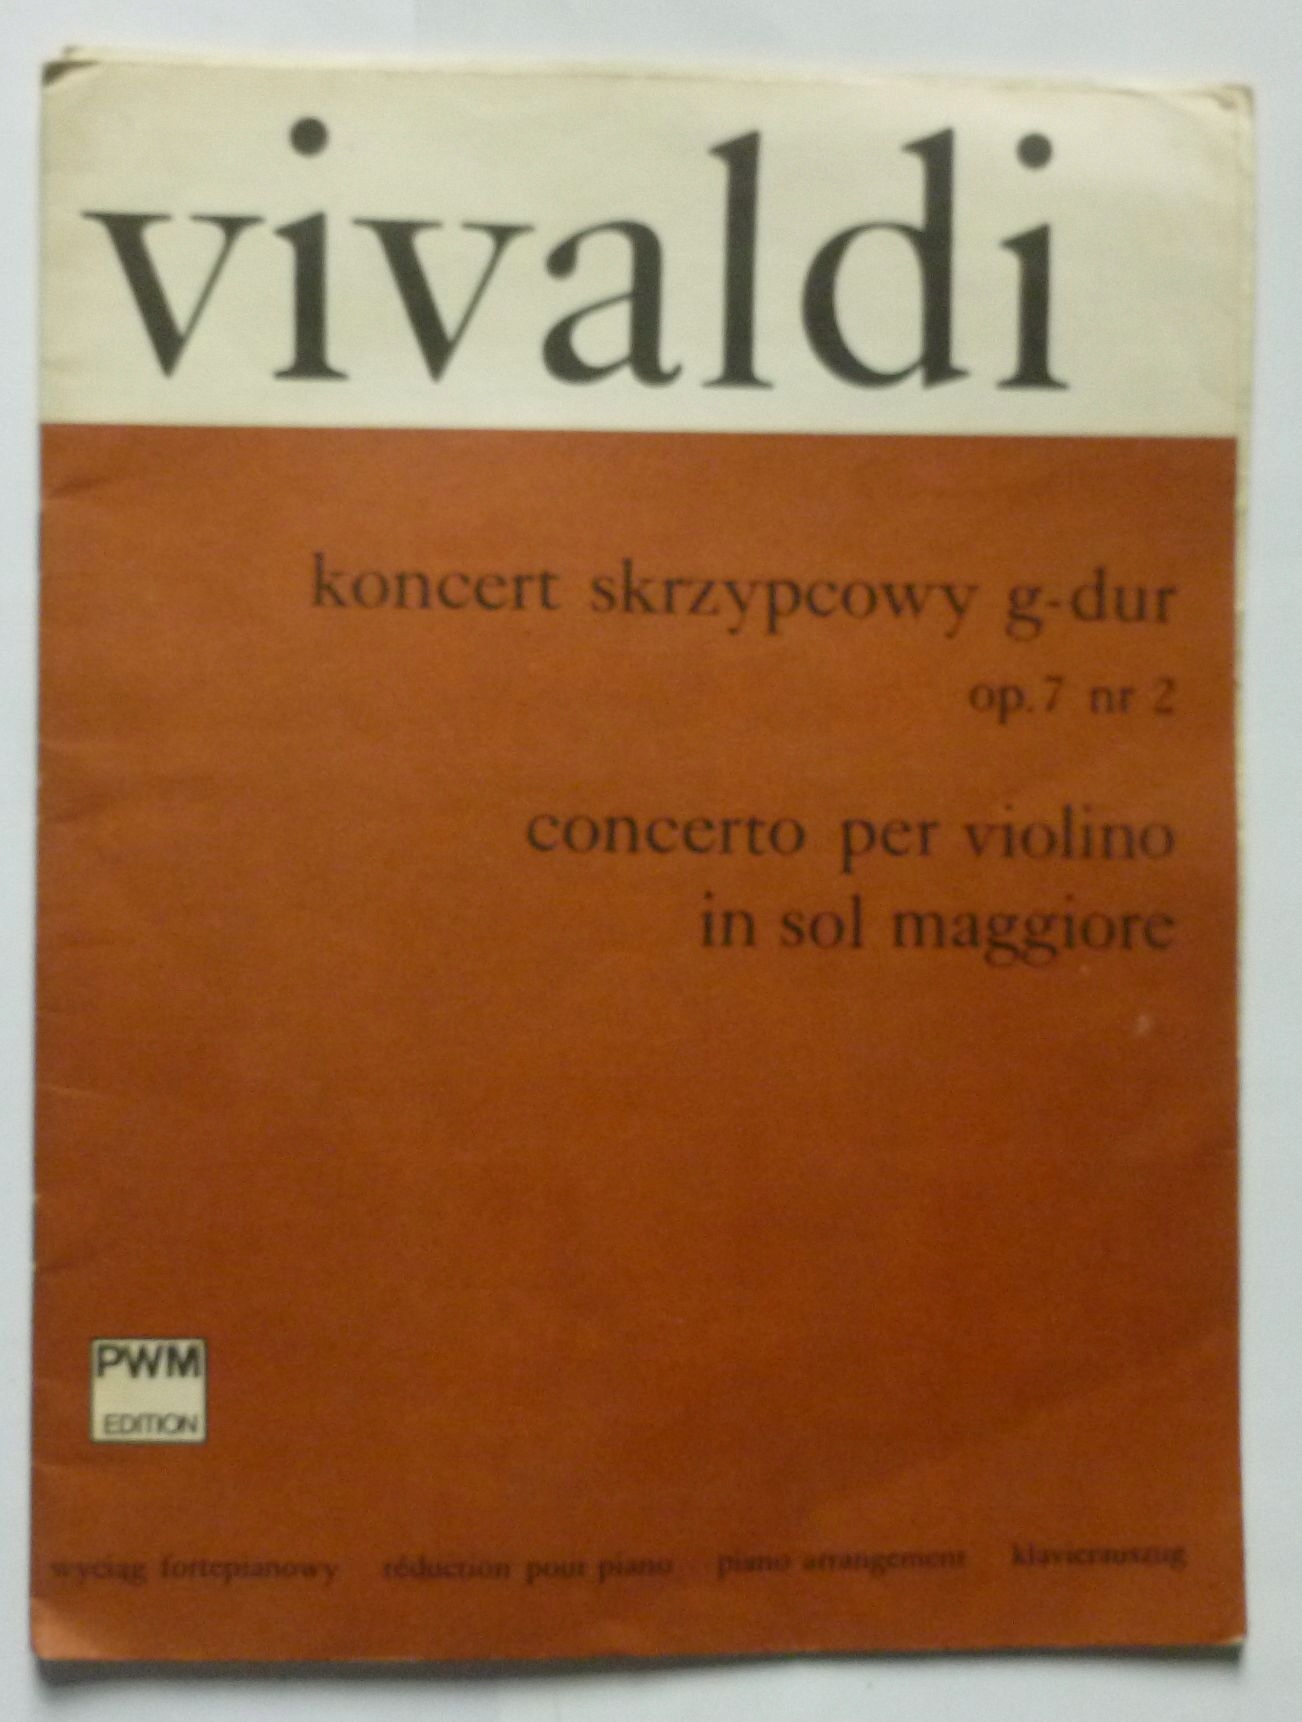 vivaldi
koncert skrzypcowy g-dur
op.7 nr 2
concerto per violino
in sol maggiore
PWM
EDITION
wyciąg fortepianowy réduction pour piano piano arrangement klavierauszug